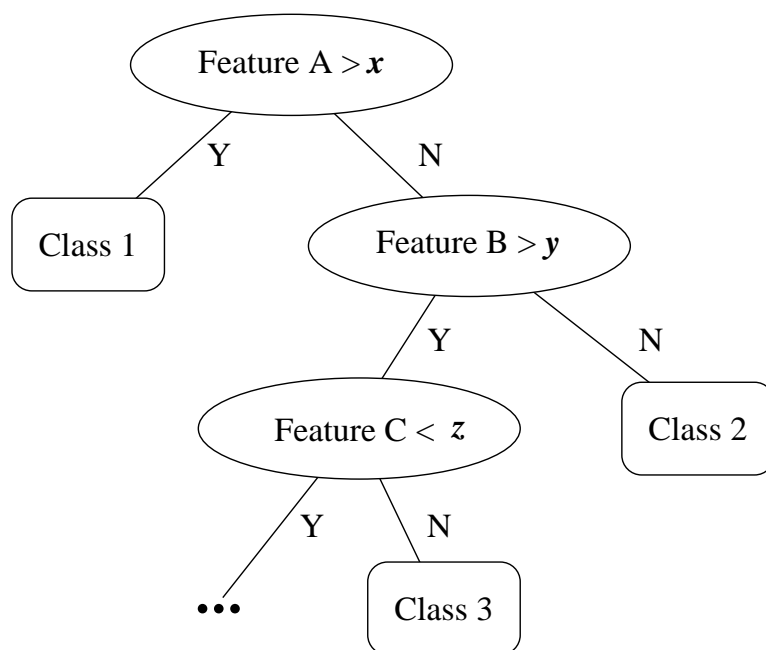 Feature A > x
Y
N
Class 1
Feature B > y
Y
N
Feature C < z
Class 2
Y
N
•••
Class 3